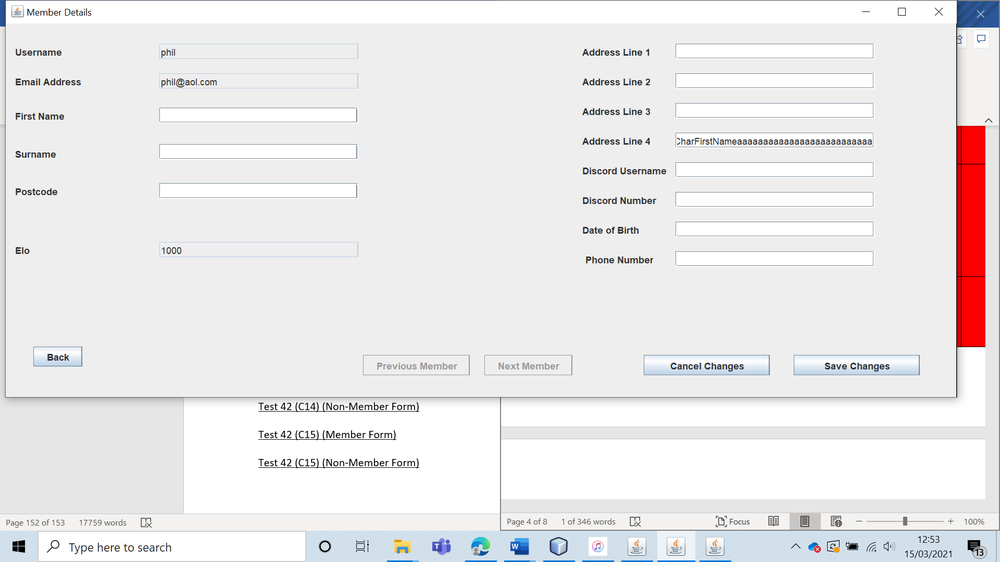 Member Details
Username
phil
Email Address
phil@aol.com
First Name
Surname
Postcode
Elo
1000
Address Line 1
Address Line 2
Address Line 3
Address Line 4
CharFirstNameaaaaaaaaaaaaaaaaaaaaaaaaaa
Discord Username
Discord Number
Date of Birth
Phone Number
Back
Previous Member
Next Member
Cancel Changes
Save Changes
Test 42 (C14) (Non-Member Form)
Test 42 (C15) (Member Form)
Test 42 (C15) (Non-Member Form)
Page 152 of 153
17759 words
Page 4 of 8
1 of 346 words
Focus
100%
Type here to search
12:53
15/03/2021
13